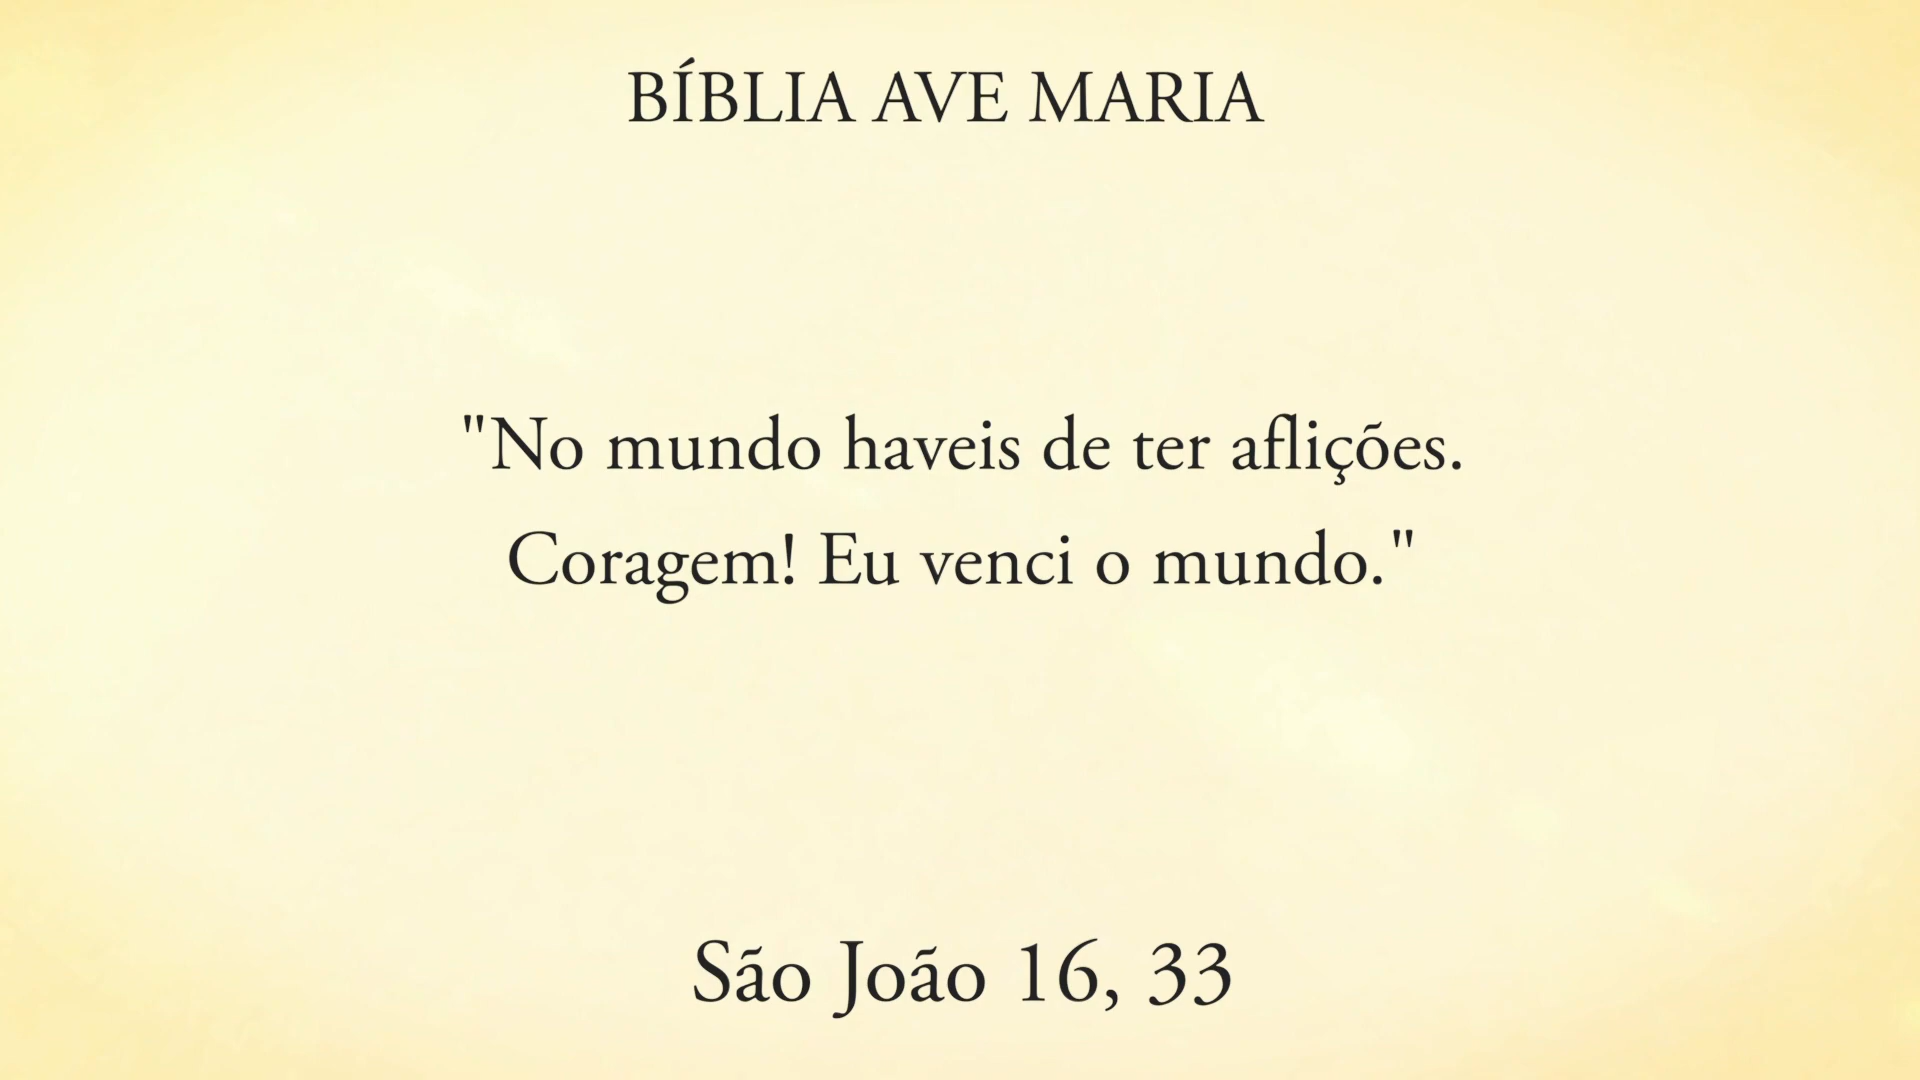 BÍBLIA AVE MARIA
"No mundo haveis de ter aflições.
Coragem! Eu venci o mundo."
São João 16, 33